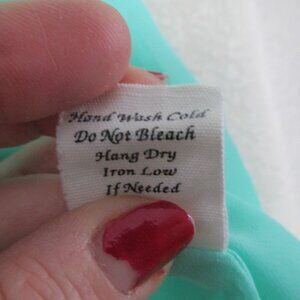 Hand Wash Cold
Do Not Bleach
Hang Dry
Iron Low
If Needed